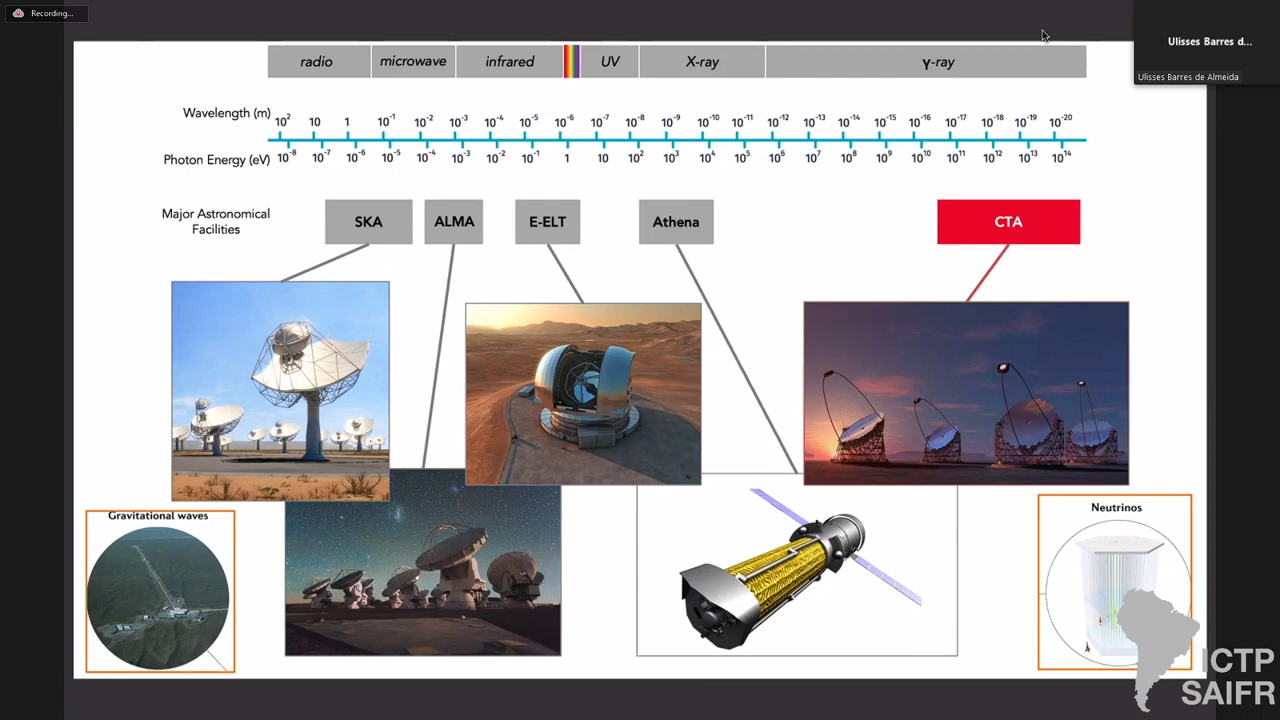 Recording...
Ulisses Barres d...
Ulisses Barres de Almeida
radio microwave infrared UV X-ray γ-ray
Wavelength (m) 10² 10 1 10⁻¹ 10⁻² 10⁻³ 10⁻⁴ 10⁻⁵ 10⁻⁶ 10⁻⁷ 10⁻⁸ 10⁻⁹ 10⁻¹⁰ 10⁻¹¹ 10⁻¹² 10⁻¹³ 10⁻¹⁴ 10⁻¹⁵ 10⁻¹⁶ 10⁻¹⁷ 10⁻¹⁸ 10⁻¹⁹ 10⁻²⁰
Photon Energy (eV) 10⁻⁸ 10⁻⁷ 10⁻⁶ 10⁻⁵ 10⁻⁴ 10⁻³ 10⁻² 10⁻¹ 1 10 10² 10³ 10⁴ 10⁵ 10⁶ 10⁷ 10⁸ 10⁹ 10¹⁰ 10¹¹ 10¹² 10¹³ 10¹⁴
Major Astronomical
Facilities
SKA ALMA E-ELT Athena CTA
Gravitational waves
Neutrinos
ICTP
SAIFR